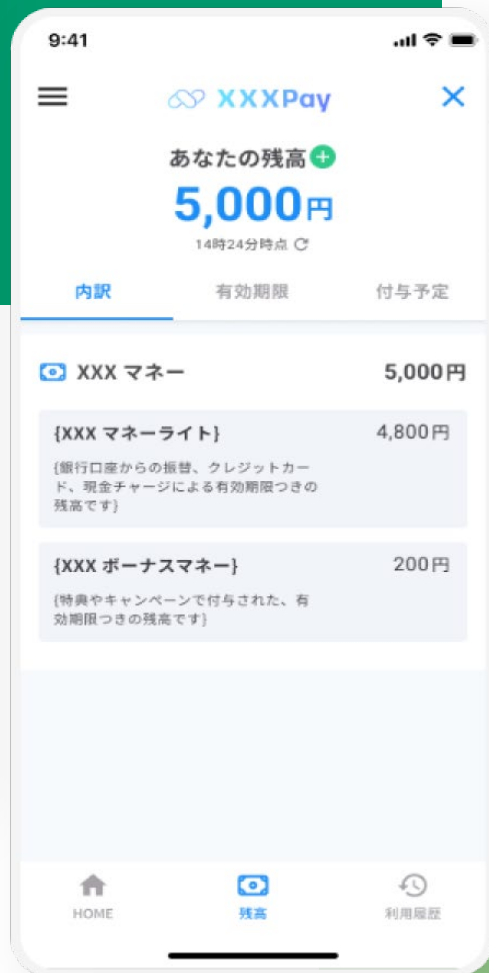 9:41
XXXPay
あなたの残高
5,000円
14時24分時点
内訳 有効期限 付与予定
XXX マネー 5,000円
{XXX マネーライト} 4,800円
{銀行口座からの振替、クレジットカー
ド、現金チャージによる有効期限つきの
残高です}
{XXX ボーナスマネー} 200円
{特典やキャンペーンで付与された、有
効期限つきの残高です}
HOME 残高 利用履歴